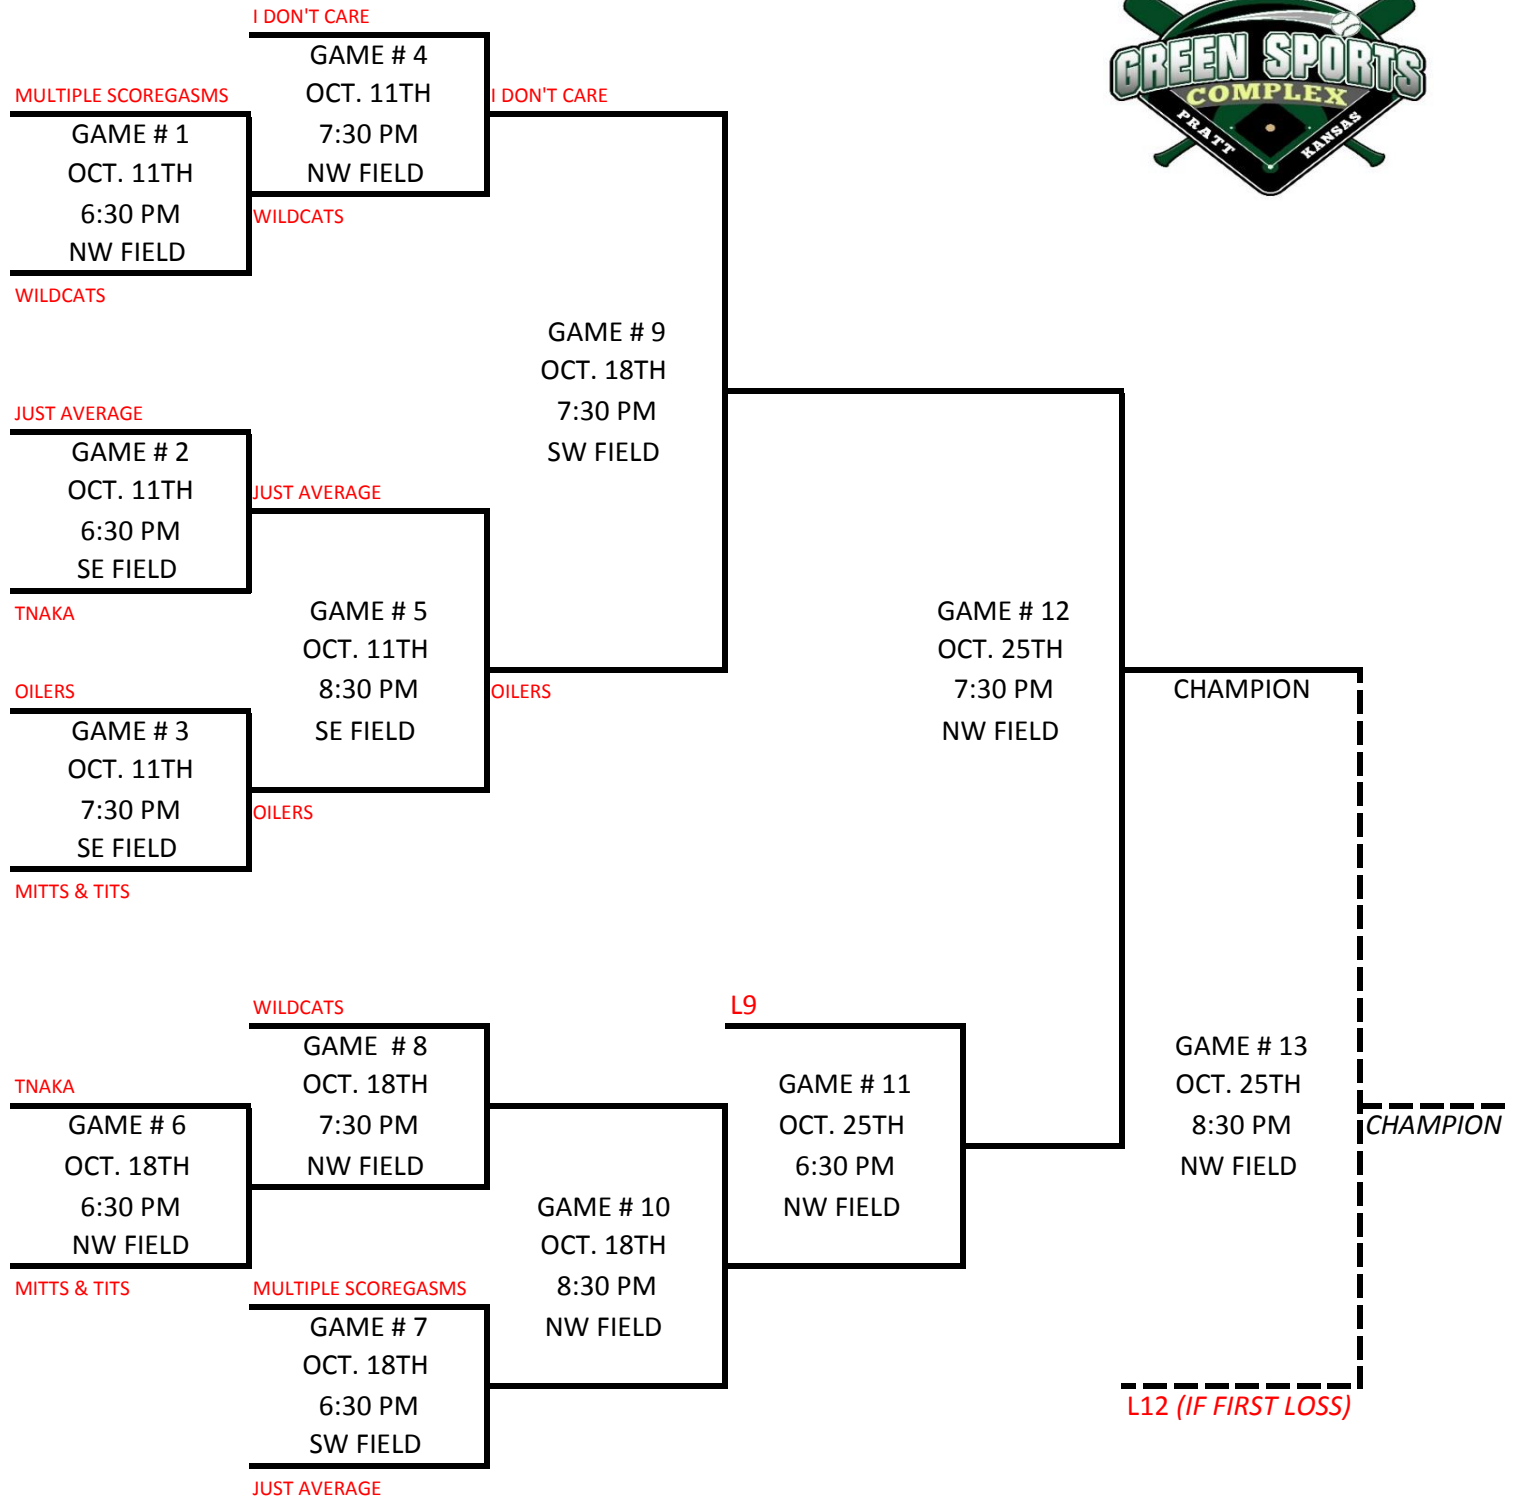 I DON'T CARE
GAME # 4
OCT. 11TH
7:30 PM
NW FIELD
WILDCATS
GREEN SPORTS
COMPLEX
PRATT
KANSAS
MULTIPLE SCOREGASMS
GAME # 1
OCT. 11TH
6:30 PM
NW FIELD
WILDCATS
I DON'T CARE
GAME # 9
OCT. 18TH
7:30 PM
SW FIELD
JUST AVERAGE
GAME # 2
OCT. 11TH
6:30 PM
SE FIELD
TNAKA
JUST AVERAGE
GAME # 5
OCT. 11TH
8:30 PM
SE FIELD
OILERS
OILERS
GAME # 3
OCT. 11TH
7:30 PM
SE FIELD
MITTS & TITS
OILERS
GAME # 12
OCT. 25TH
7:30 PM
NW FIELD
CHAMPION
WILDCATS
GAME  # 8
OCT. 18TH
7:30 PM
NW FIELD
TNAKA
GAME # 6
OCT. 18TH
6:30 PM
NW FIELD
MITTS & TITS
MULTIPLE SCOREGASMS
GAME # 7
OCT. 18TH
6:30 PM
SW FIELD
JUST AVERAGE
GAME # 10
OCT. 18TH
8:30 PM
NW FIELD
L9
GAME # 11
OCT. 25TH
6:30 PM
NW FIELD
GAME # 13
OCT. 25TH
8:30 PM
NW FIELD
CHAMPION
L12 (IF FIRST LOSS)